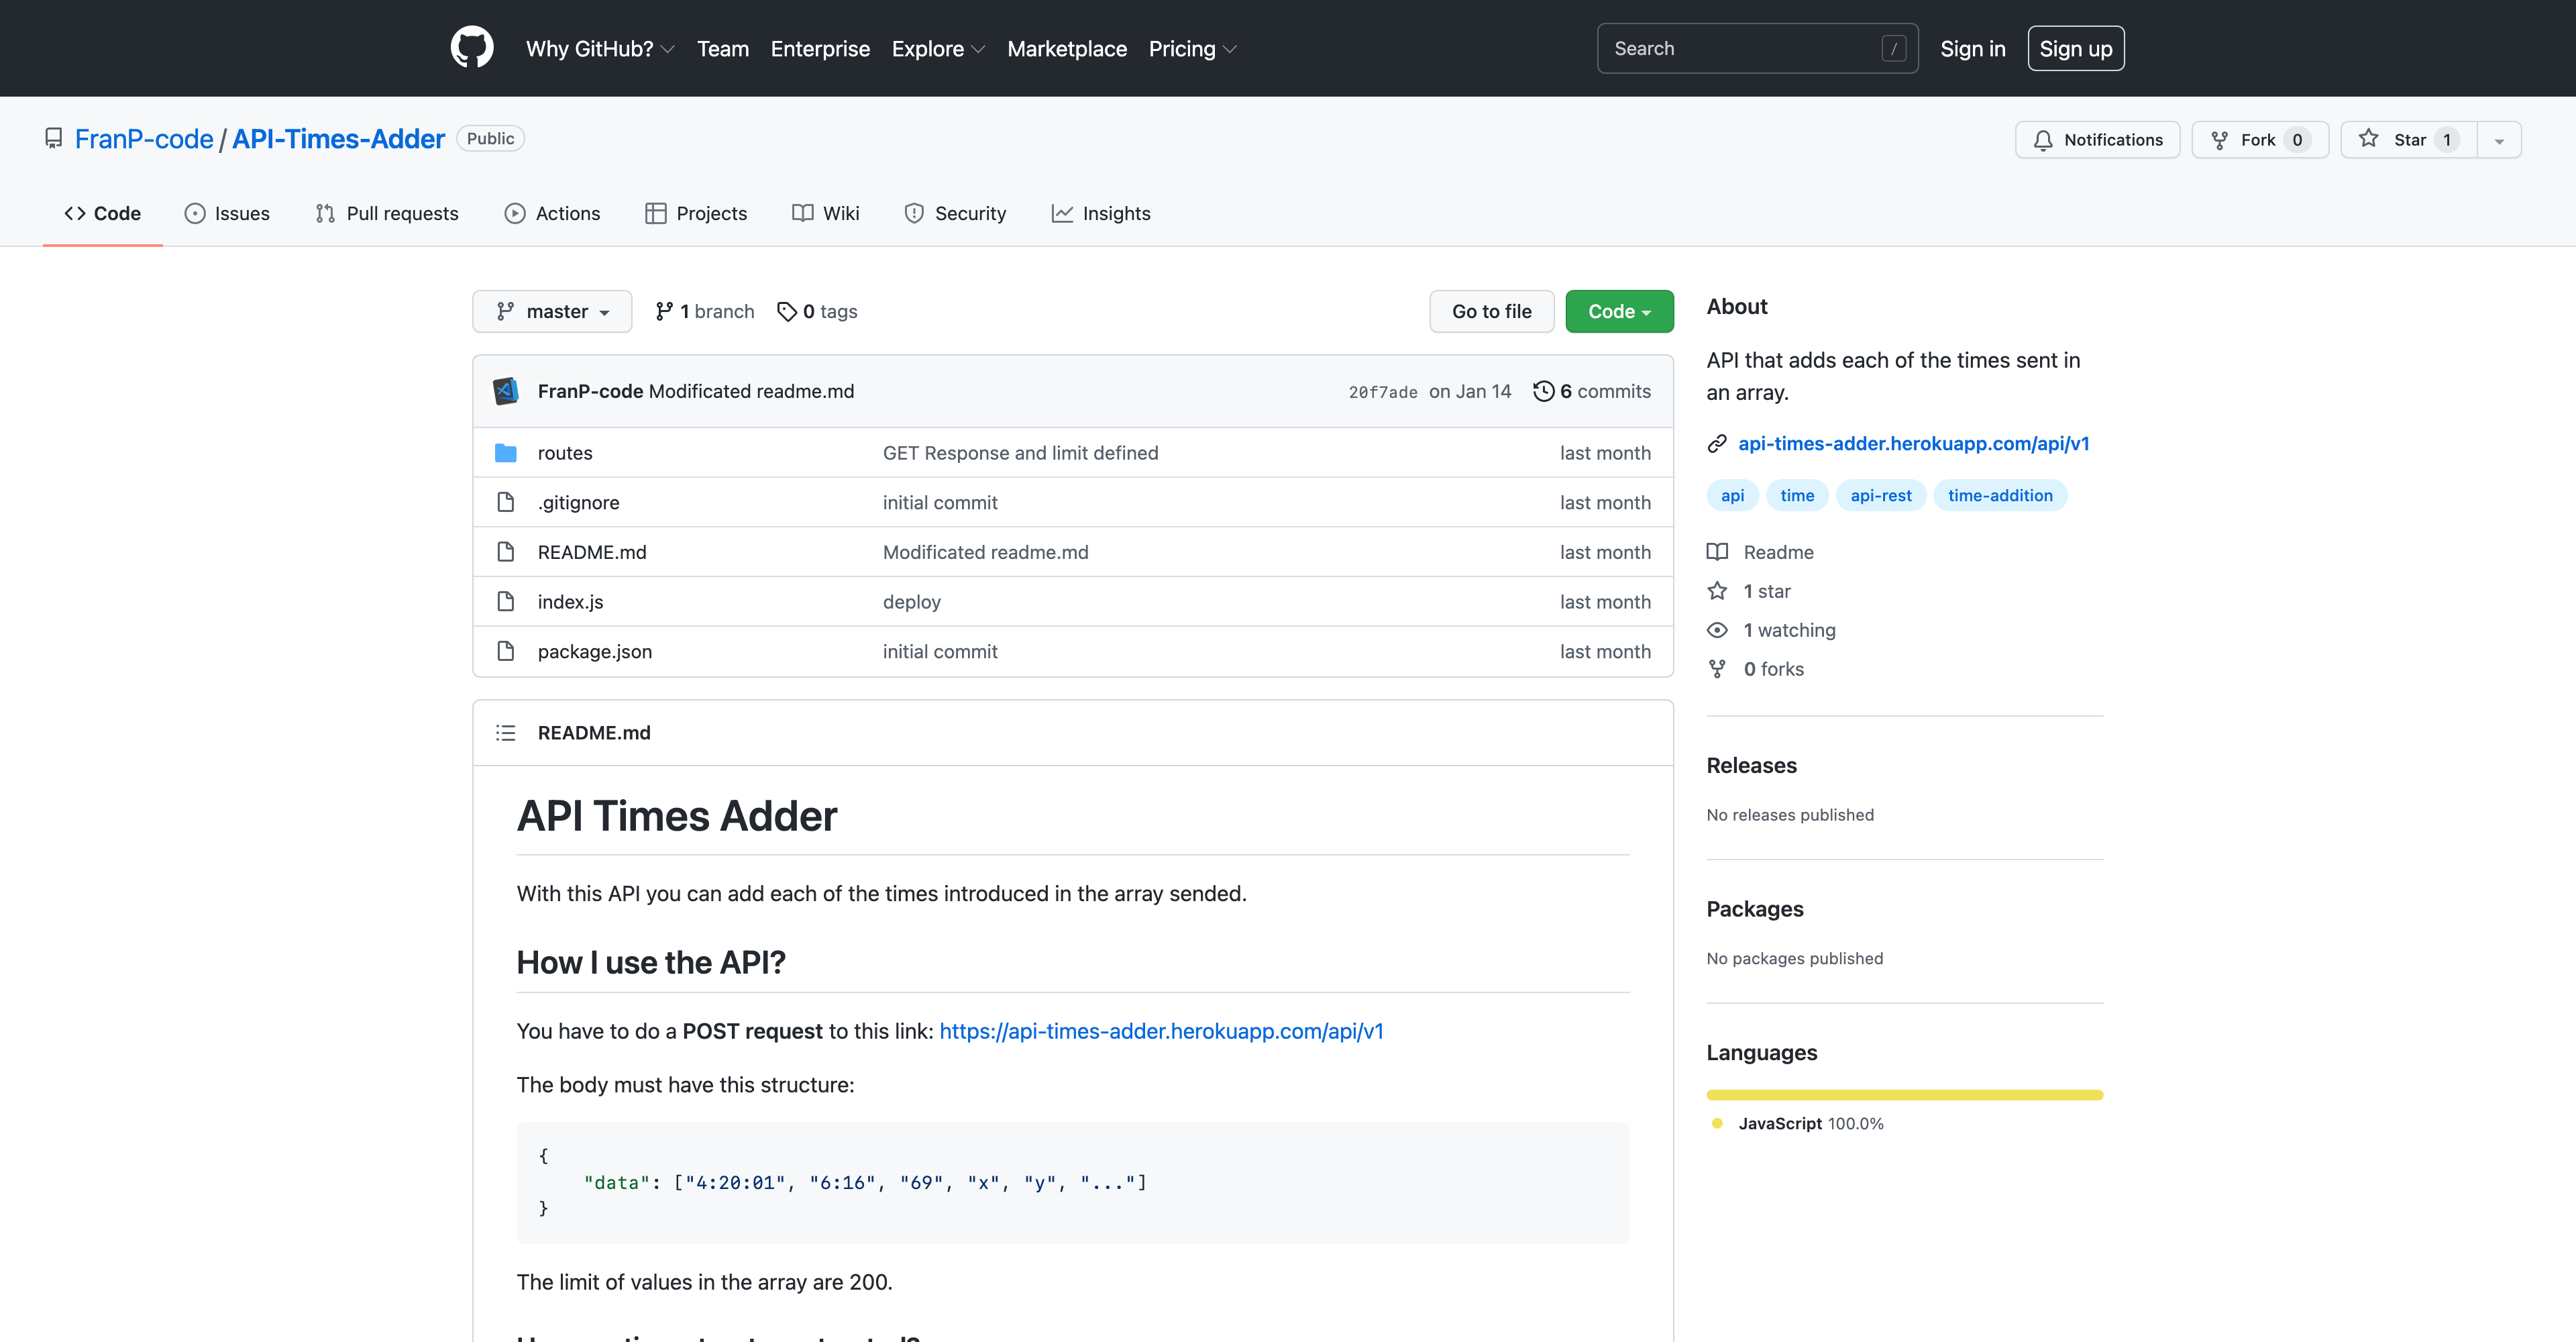 Why GitHub? Team Enterprise Explore Marketplace Pricing Search / Sign in Sign up
FranP-code / API-Times-Adder Public Notifications Fork 0 Star 1
Code Issues Pull requests Actions Projects Wiki Security Insights
master 1 branch 0 tags Go to file Code
FranP-code Modificated readme.md 20f7ade on Jan 14 6 commits
routes GET Response and limit defined last month
.gitignore initial commit last month
README.md Modificated readme.md last month
index.js deploy last month
package.json initial commit last month
README.md
API Times Adder
With this API you can add each of the times introduced in the array sended.
How I use the API?
You have to do a POST request to this link: https://api-times-adder.herokuapp.com/api/v1
The body must have this structure:
{
"data": ["4:20:01", "6:16", "69", "x", "y", "..."]
}
The limit of values in the array are 200.
About
API that adds each of the times sent in
an array.
api-times-adder.herokuapp.com/api/v1
api time api-rest time-addition
Readme
1 star
1 watching
0 forks
Releases
No releases published
Packages
No packages published
Languages
JavaScript 100.0%